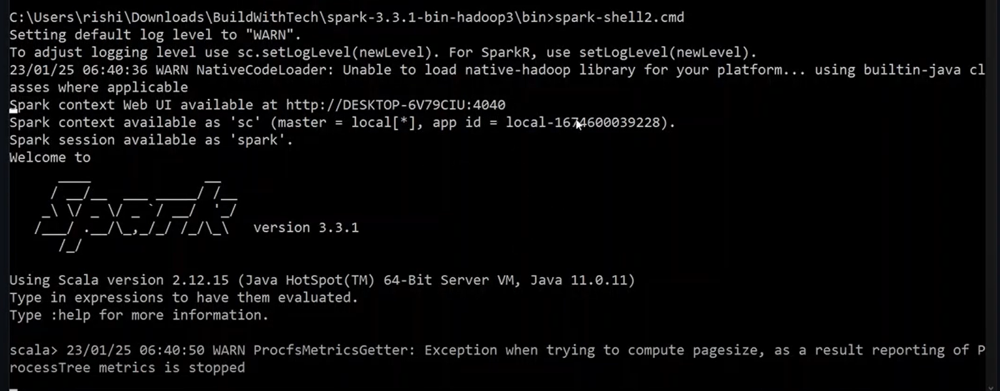 C:\Users\rishi\Downloads\BuildWithTech\spark-3.3.1-bin-hadoop3\bin>spark-shell2.cmd
Setting default log level to "WARN".
To adjust logging level use sc.setLogLevel(newLevel). For SparkR, use setLogLevel(newLevel).
23/01/25 06:40:36 WARN NativeCodeLoader: Unable to load native-hadoop library for your platform... using builtin-java cl
asses where applicable
Spark context Web UI available at http://DESKTOP-6V79CIU:4040
Spark context available as 'sc' (master = local[*], app id = local-1674600039228).
Spark session available as 'spark'.
Welcome to
      ____              __
     / __/__  ___ _____/ /__
    _\ \/ _ \/ _ `/ __/  '_/
   /___/ .__/\_,_/_/ /_/\_\   version 3.3.1
      /_/
Using Scala version 2.12.15 (Java HotSpot(TM) 64-Bit Server VM, Java 11.0.11)
Type in expressions to have them evaluated.
Type :help for more information.
scala> 23/01/25 06:40:50 WARN ProcfsMetricsGetter: Exception when trying to compute pagesize, as a result reporting of P
rocessTree metrics is stopped